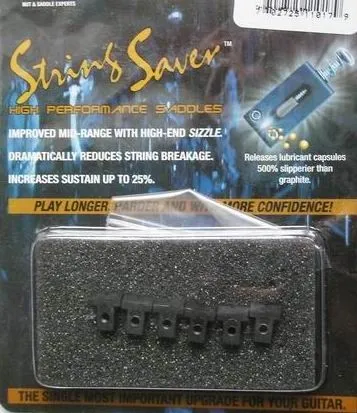 NUT & SADDLE EXPERTS
String Saver™
HIGH PERFORMANCE SADDLES
IMPROVED MID-RANGE WITH HIGH-END SIZZLE.
DRAMATICALLY REDUCES STRING BREAKAGE.
INCREASES SUSTAIN UP TO 25%.
Releases lubricant capsules
500% slipperier than
graphite.
PLAY LONGER, HARDER AND WITH MORE CONFIDENCE!
THE SINGLE MOST IMPORTANT UPGRADE FOR YOUR GUITAR.